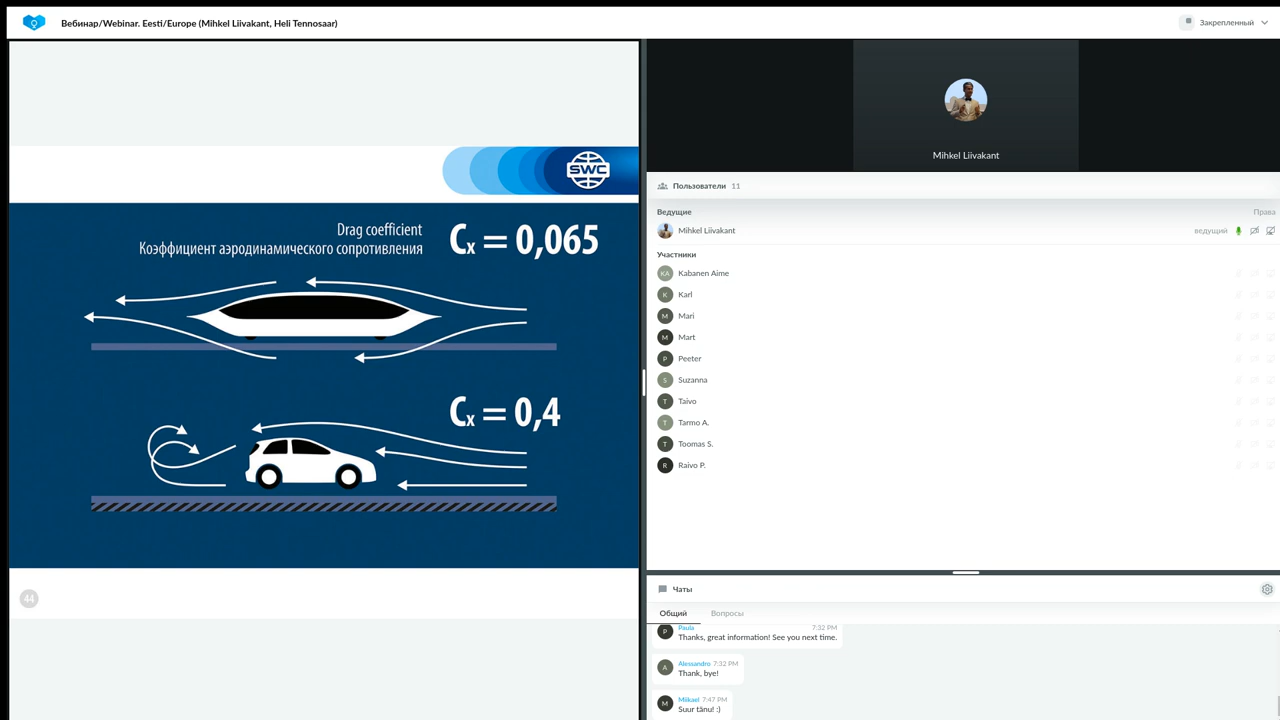 Вебинар/Webinar. Eesti/Europe (Mihkel Liivakant, Heli Tennosaar)
Закрепленный
SWC
Drag coefficient
Коэффициент аэродинамического сопротивления
Cx = 0,065
Cx = 0,4
44
Mihkel Liivakant
Пользователи 11
Ведущие Права
Mihkel Liivakant ведущий
Участники
KA Kabanen Aime
K Karl
M Mari
M Mart
P Peeter
S Suzanna
T Taivo
T Tarmo A.
T Toomas S.
R Raivo P.
Чаты
Общий Вопросы
P Paula 7:32 PM
Thanks, great information! See you next time.
A Alessandro 7:32 PM
Thank, bye!
M Miikael 7:47 PM
Suur tänu! :)